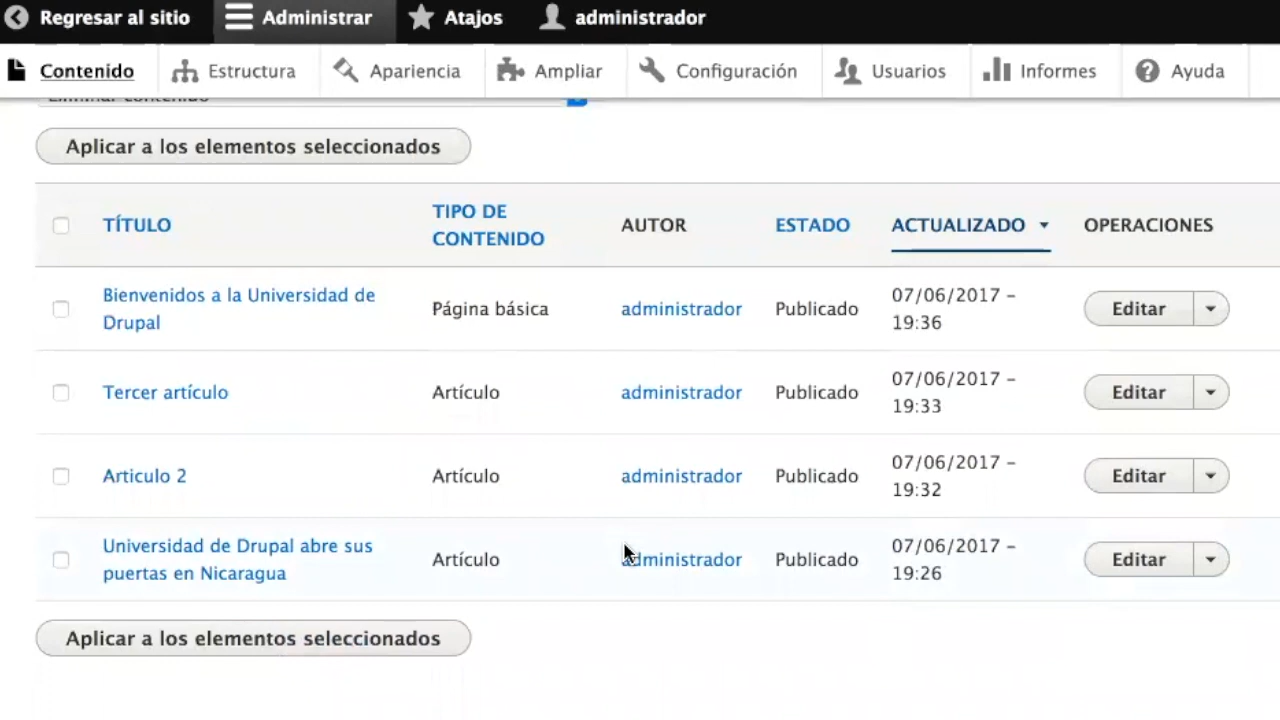 Regresar al sitio Administrar Atajos administrador
Contenido Estructura Apariencia Ampliar Configuración Usuarios Informes Ayuda
Eliminar contenido
Aplicar a los elementos seleccionados
TÍTULO TIPO DE CONTENIDO AUTOR ESTADO ACTUALIZADO OPERACIONES
Bienvenidos a la Universidad de Drupal Página básica administrador Publicado 07/06/2017 – 19:36 Editar
Tercer artículo Artículo administrador Publicado 07/06/2017 – 19:33 Editar
Articulo 2 Artículo administrador Publicado 07/06/2017 – 19:32 Editar
Universidad de Drupal abre sus puertas en Nicaragua Artículo administrador Publicado 07/06/2017 – 19:26 Editar
Aplicar a los elementos seleccionados